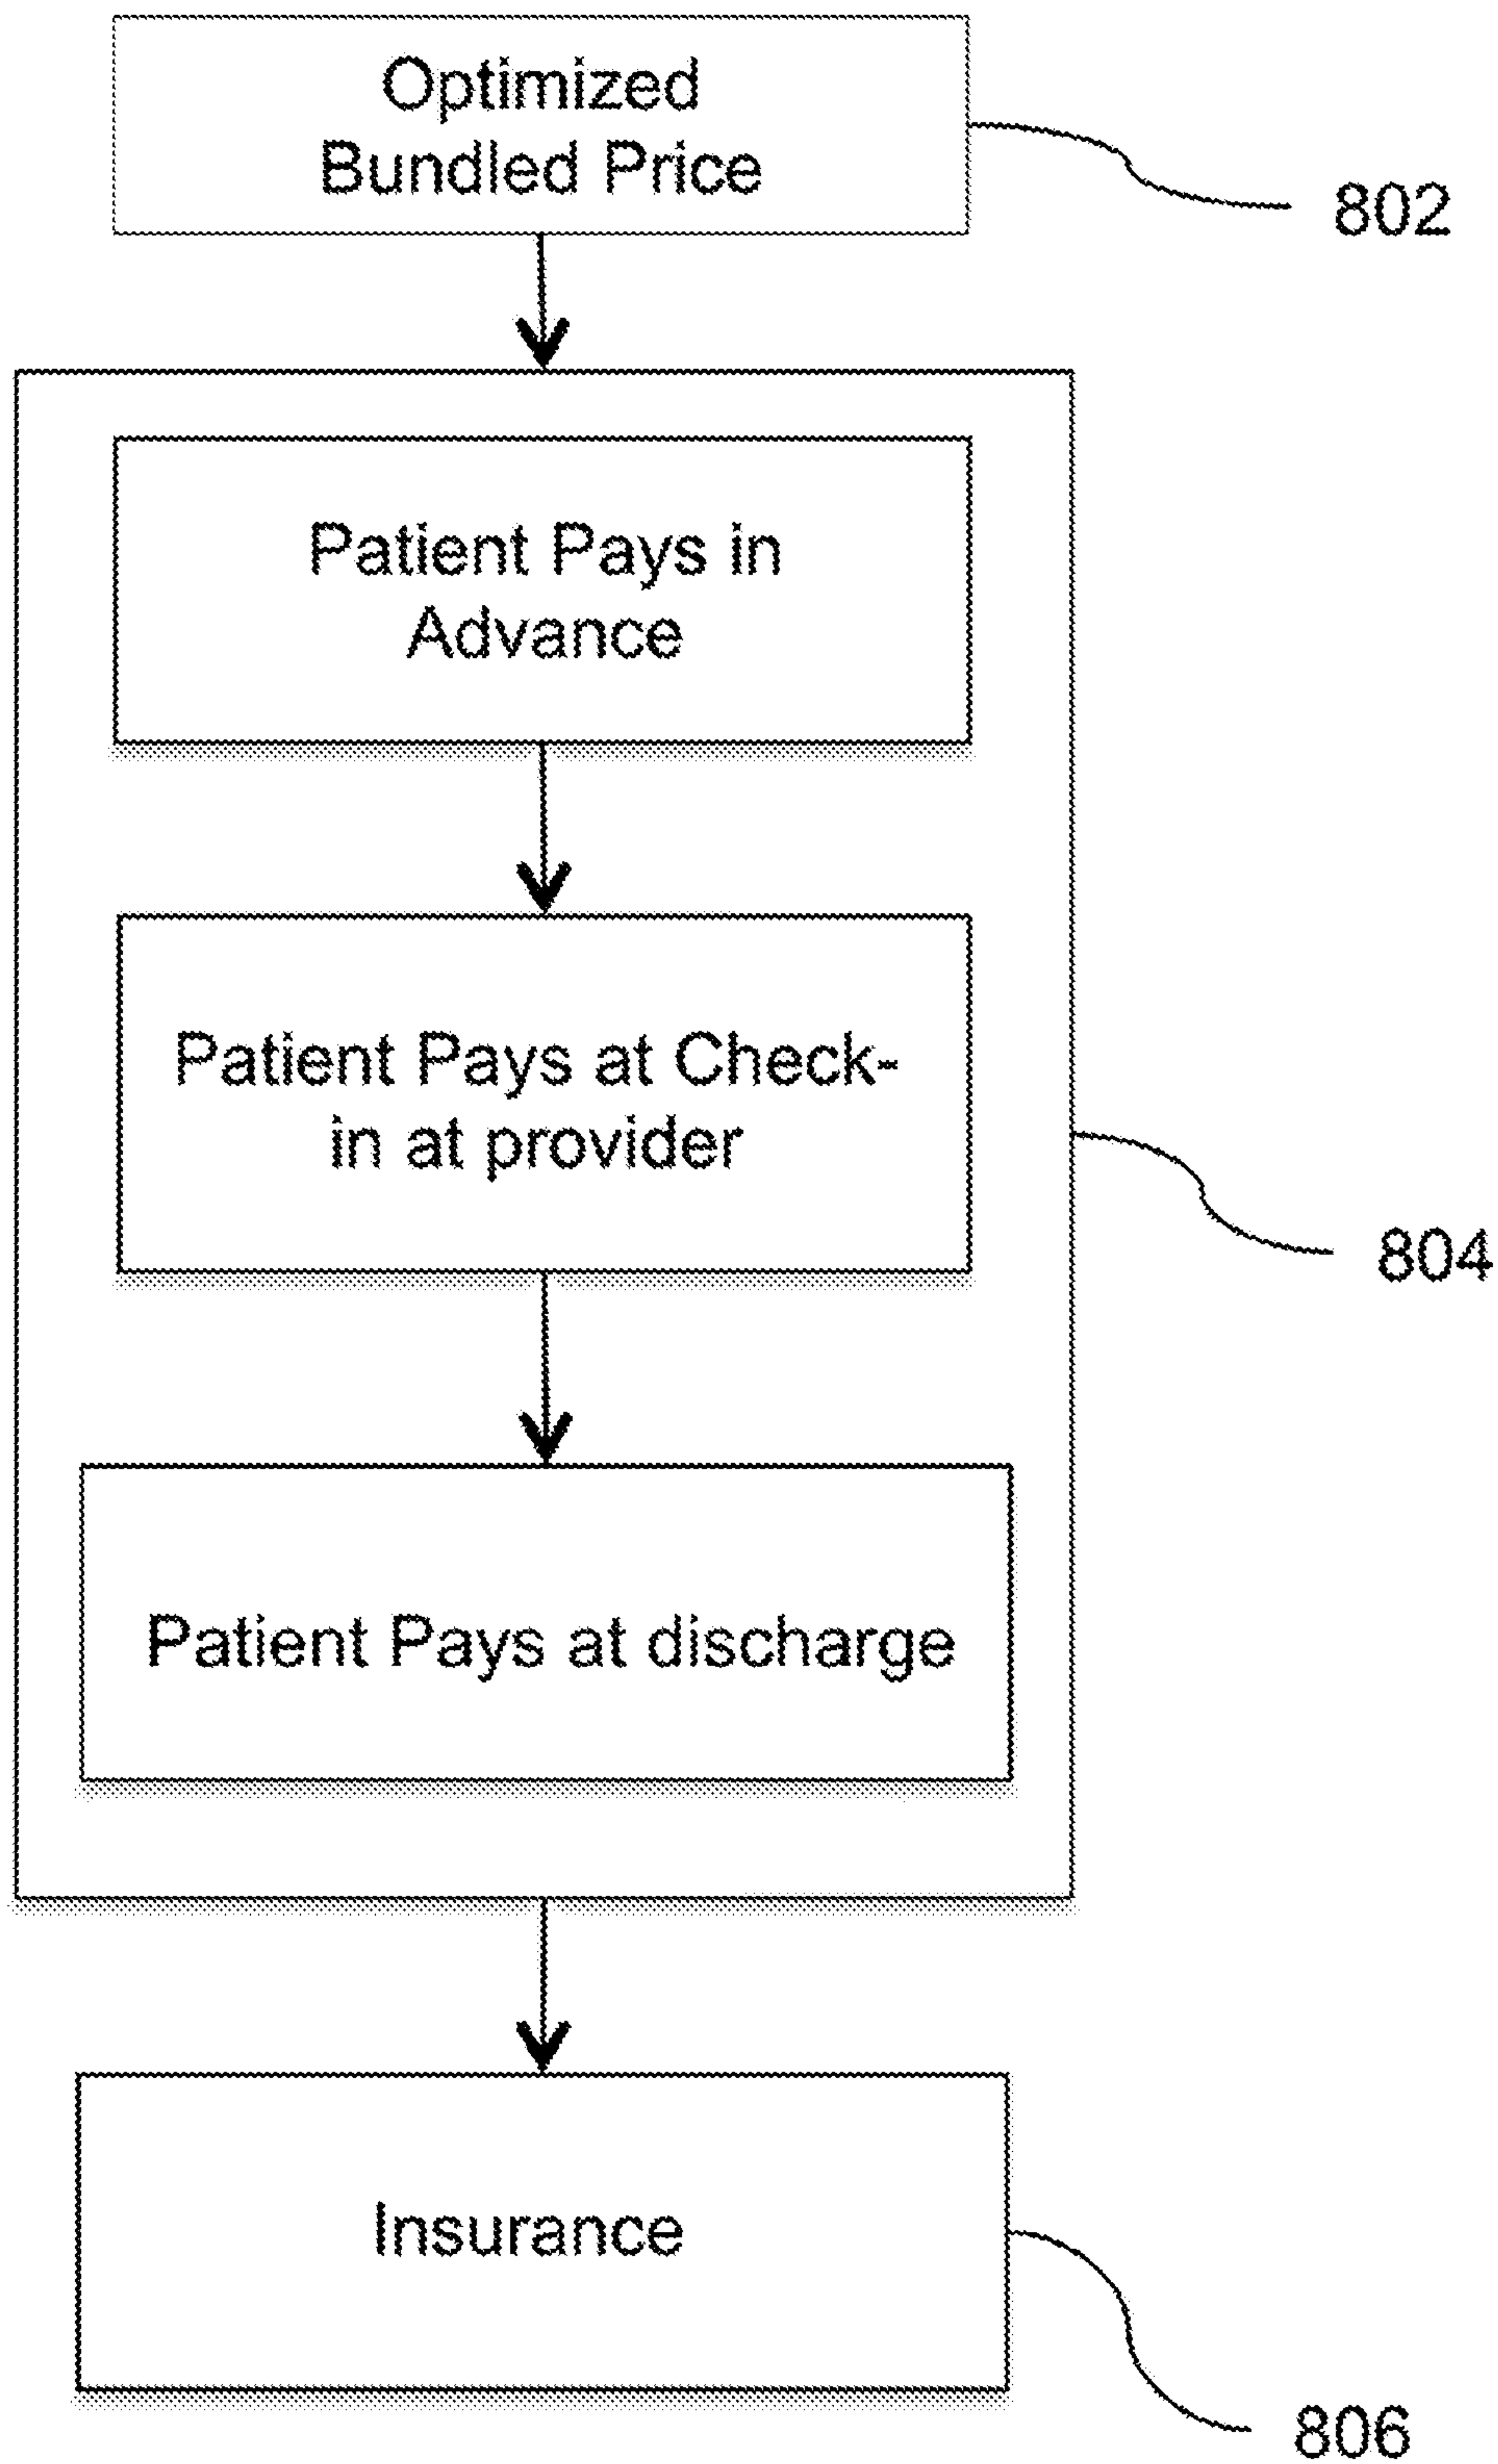 Optimized
Bundled Price
802
Patient Pays in
Advance
Patient Pays at Check-
in at provider
804
Patient Pays at discharge
Insurance
806